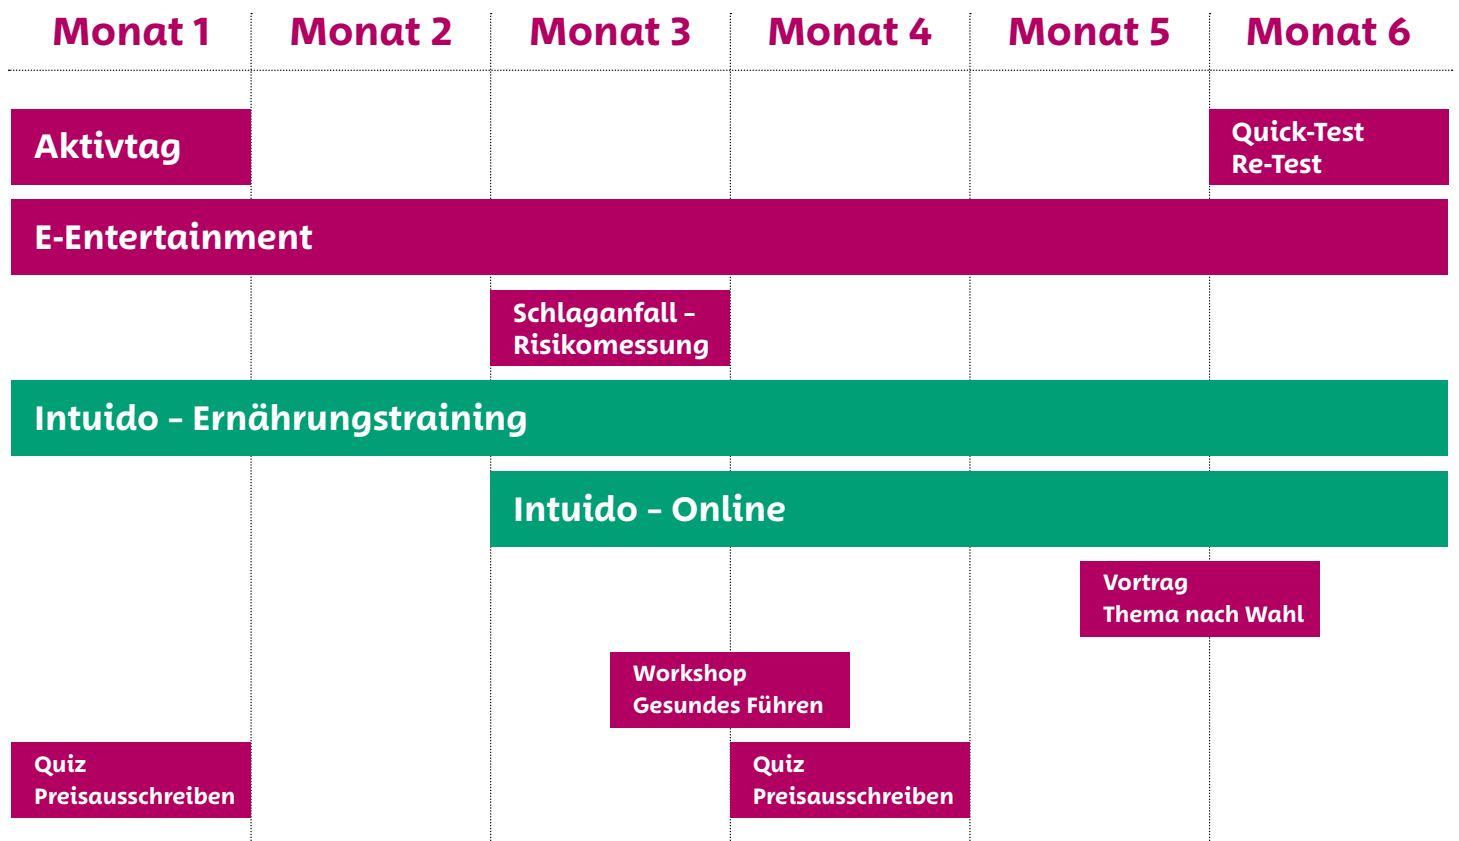 Monat 1 Monat 2 Monat 3 Monat 4 Monat 5 Monat 6
Aktivtag
Quick-Test
Re-Test
E-Entertainment
Schlaganfall –
Risikomessung
Intuido – Ernährungstraining
Intuido – Online
Vortrag
Thema nach Wahl
Workshop
Gesundes Führen
Quiz
Preisausschreiben
Quiz
Preisausschreiben